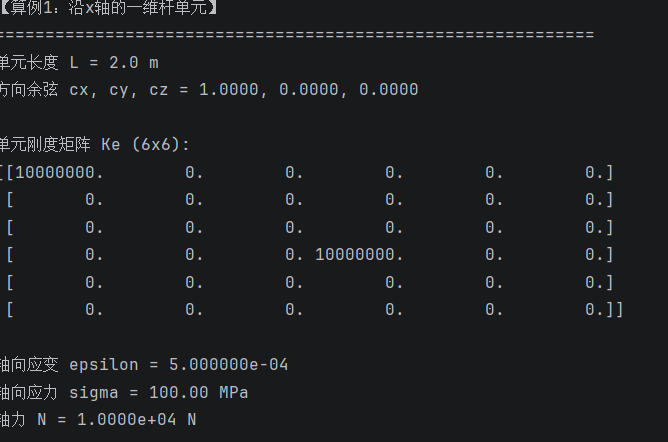 【算例1：沿x轴的一维杆单元】
============================================================
单元长度 L = 2.0 m
方向余弦 cx, cy, cz = 1.0000, 0.0000, 0.0000
单元刚度矩阵 Ke (6x6):
[[10000000. 0. 0. 0. 0. 0.]
[ 0. 0. 0. 0. 0. 0.]
[ 0. 0. 0. 0. 0. 0.]
[ 0. 0. 0. 10000000. 0. 0.]
[ 0. 0. 0. 0. 0. 0.]
[ 0. 0. 0. 0. 0. 0.]]
轴向应变 epsilon = 5.000000e-04
轴向应力 sigma = 100.00 MPa
轴力 N = 1.0000e+04 N